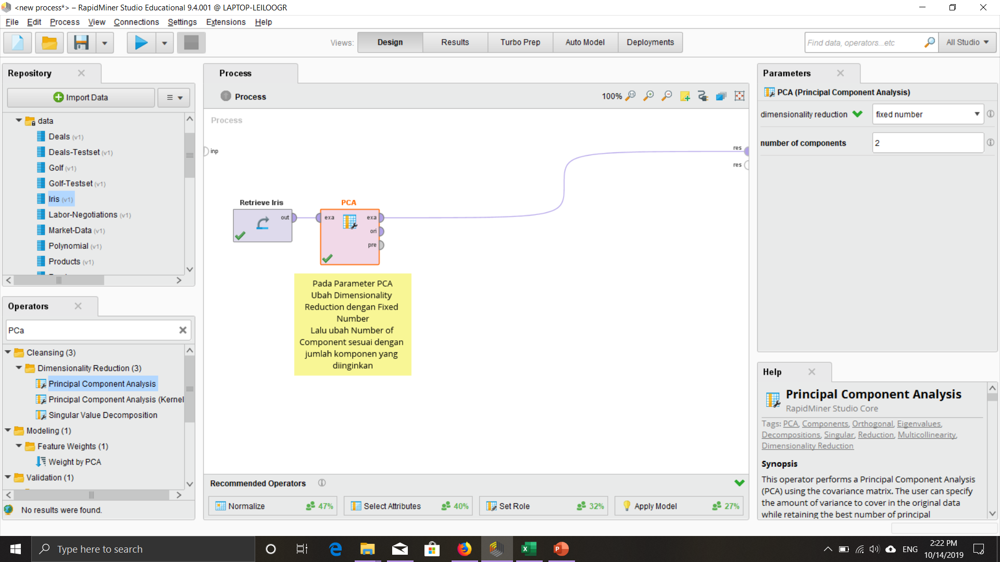 <new process*> – RapidMiner Studio Educational 9.4.001 @ LAPTOP-LEILOOGR
File Edit Process View Connections Settings Extensions Help
Views: Design Results Turbo Prep Auto Model Deployments
Find data, operators...etc
All Studio
Repository
Import Data
data
Deals (v1)
Deals-Testset (v1)
Golf (v1)
Golf-Testset (v1)
Iris (v1)
Labor-Negotiations (v1)
Market-Data (v1)
Polynomial (v1)
Products (v1)
Operators
PCa
Cleansing (3)
Dimensionality Reduction (3)
Principal Component Analysis
Principal Component Analysis (Kernel
Singular Value Decomposition
Modeling (1)
Feature Weights (1)
Weight by PCA
Validation (1)
No results were found.
Process
Process
100%
Process
inp
res
res
Retrieve Iris
out
PCA
exa exa
ori
pre
Pada Parameter PCA
Ubah Dimensionality
Reduction dengan Fixed
Number
Lalu ubah Number of
Component sesuai dengan
jumlah komponen yang
diinginkan
Recommended Operators
Normalize 47%
Select Attributes 40%
Set Role 32%
Apply Model 27%
Parameters
PCA (Principal Component Analysis)
dimensionality reduction fixed number
number of components 2
Help
Principal Component Analysis
RapidMiner Studio Core
Tags: PCA, Components, Orthogonal, Eigenvalues,
Decompositions, Singular, Reduction, Multicollinearity,
Dimensionality Reduction
Synopsis
This operator performs a Principal Component Analysis
(PCA) using the covariance matrix. The user can specify
the amount of variance to cover in the original data
while retaining the best number of principal
Type here to search
ENG
2:22 PM
10/14/2019